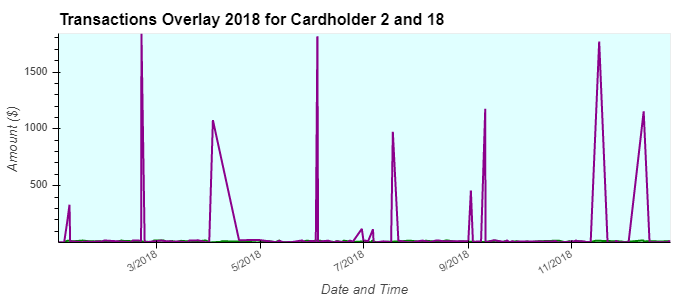 Transactions Overlay 2018 for Cardholder 2 and 18
Amount ($)
1500
1000
500
3/2018
5/2018
7/2018
9/2018
11/2018
Date and Time